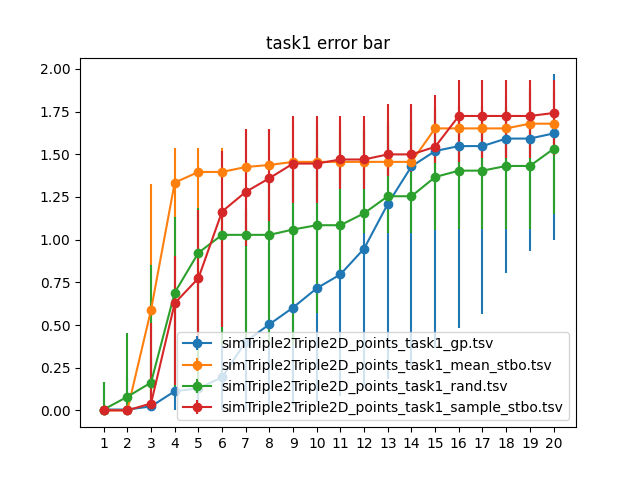 task1 error bar
2.00
1.75
1.50
1.25
1.00
0.75
0.50
0.25
0.00
simTriple2Triple2D_points_task1_gp.tsv
simTriple2Triple2D_points_task1_mean_stbo.tsv
simTriple2Triple2D_points_task1_rand.tsv
simTriple2Triple2D_points_task1_sample_stbo.tsv
1 2 3 4 5 6 7 8 9 10 11 12 13 14 15 16 17 18 19 20